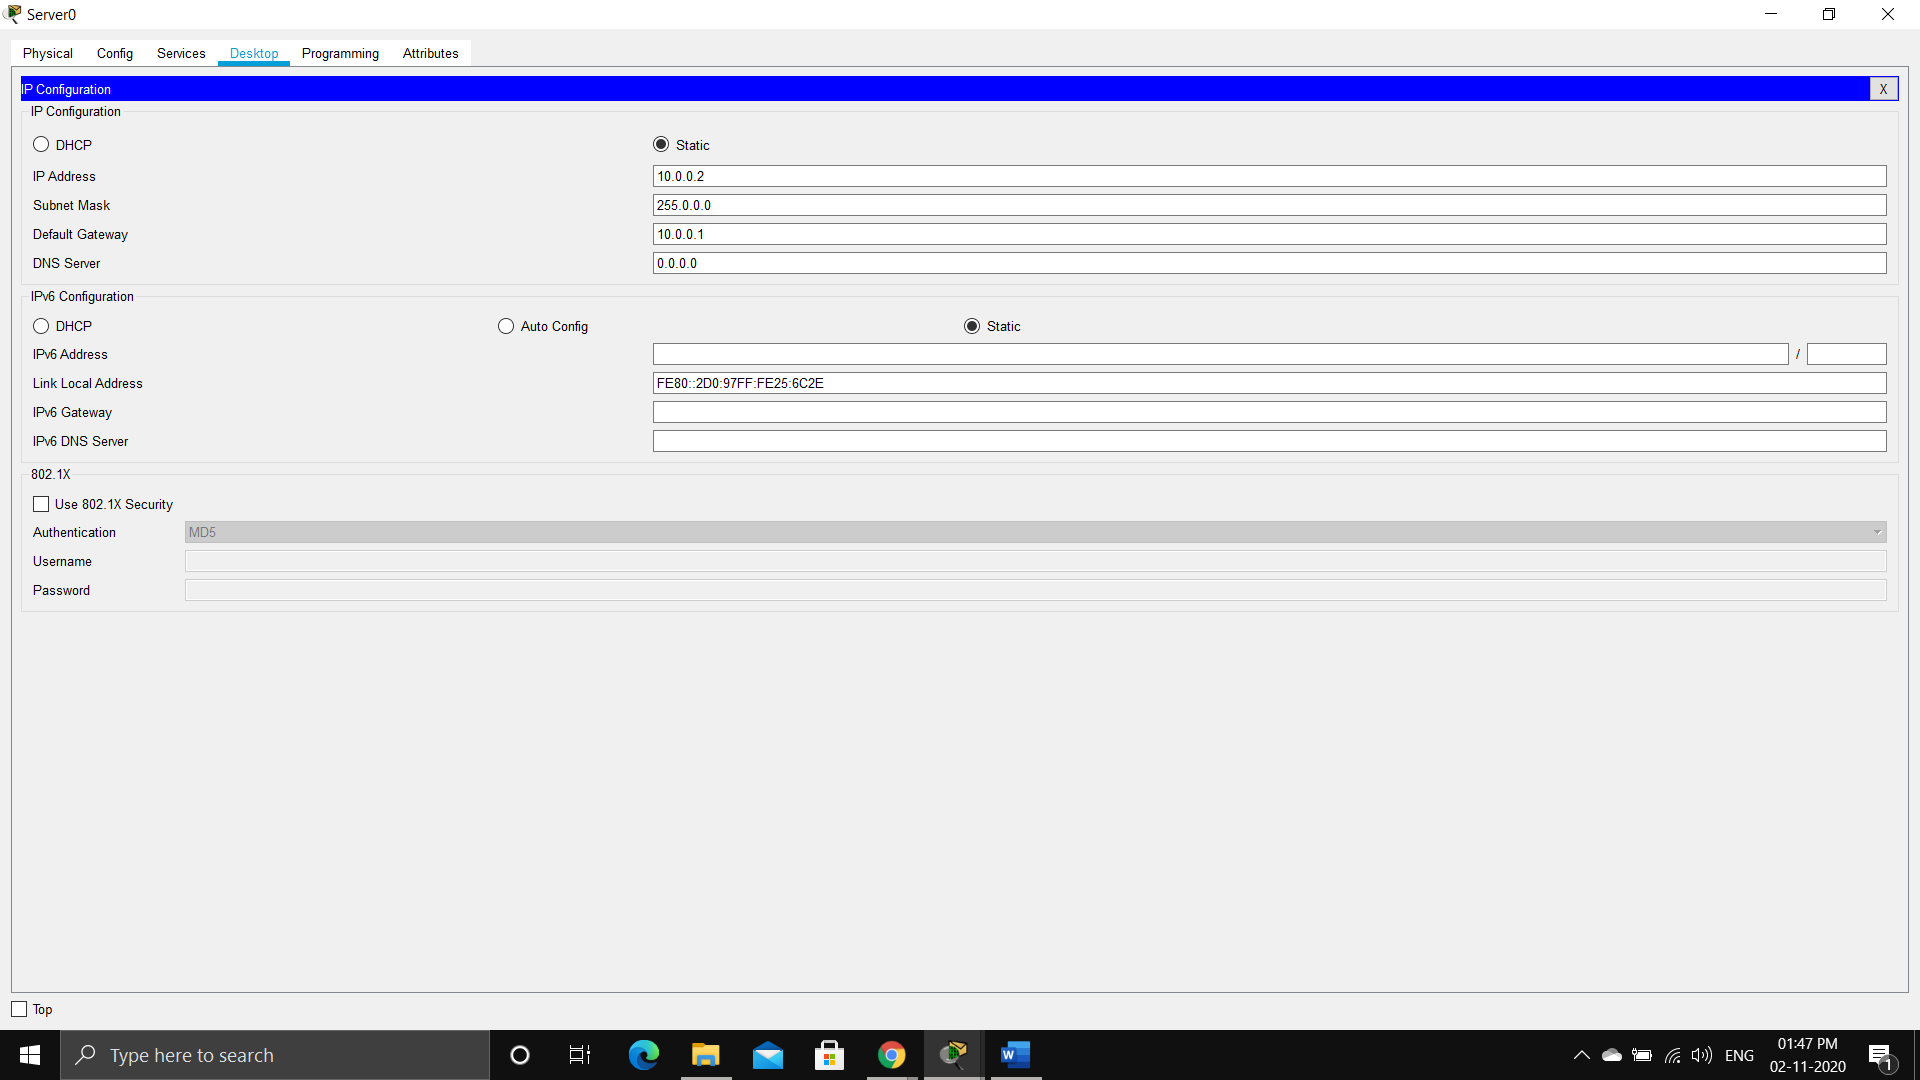 Server0
Physical Config Services Desktop Programming Attributes
IP Configuration
X
IP Configuration
DHCP Static
IP Address 10.0.0.2
Subnet Mask 255.0.0.0
Default Gateway 10.0.0.1
DNS Server 0.0.0.0
IPv6 Configuration
DHCP Auto Config Static
IPv6 Address /
Link Local Address FE80::2D0:97FF:FE25:6C2E
IPv6 Gateway
IPv6 DNS Server
802.1X
Use 802.1X Security
Authentication MD5
Username
Password
Top
Type here to search
W
ENG
01:47 PM
02-11-2020
1